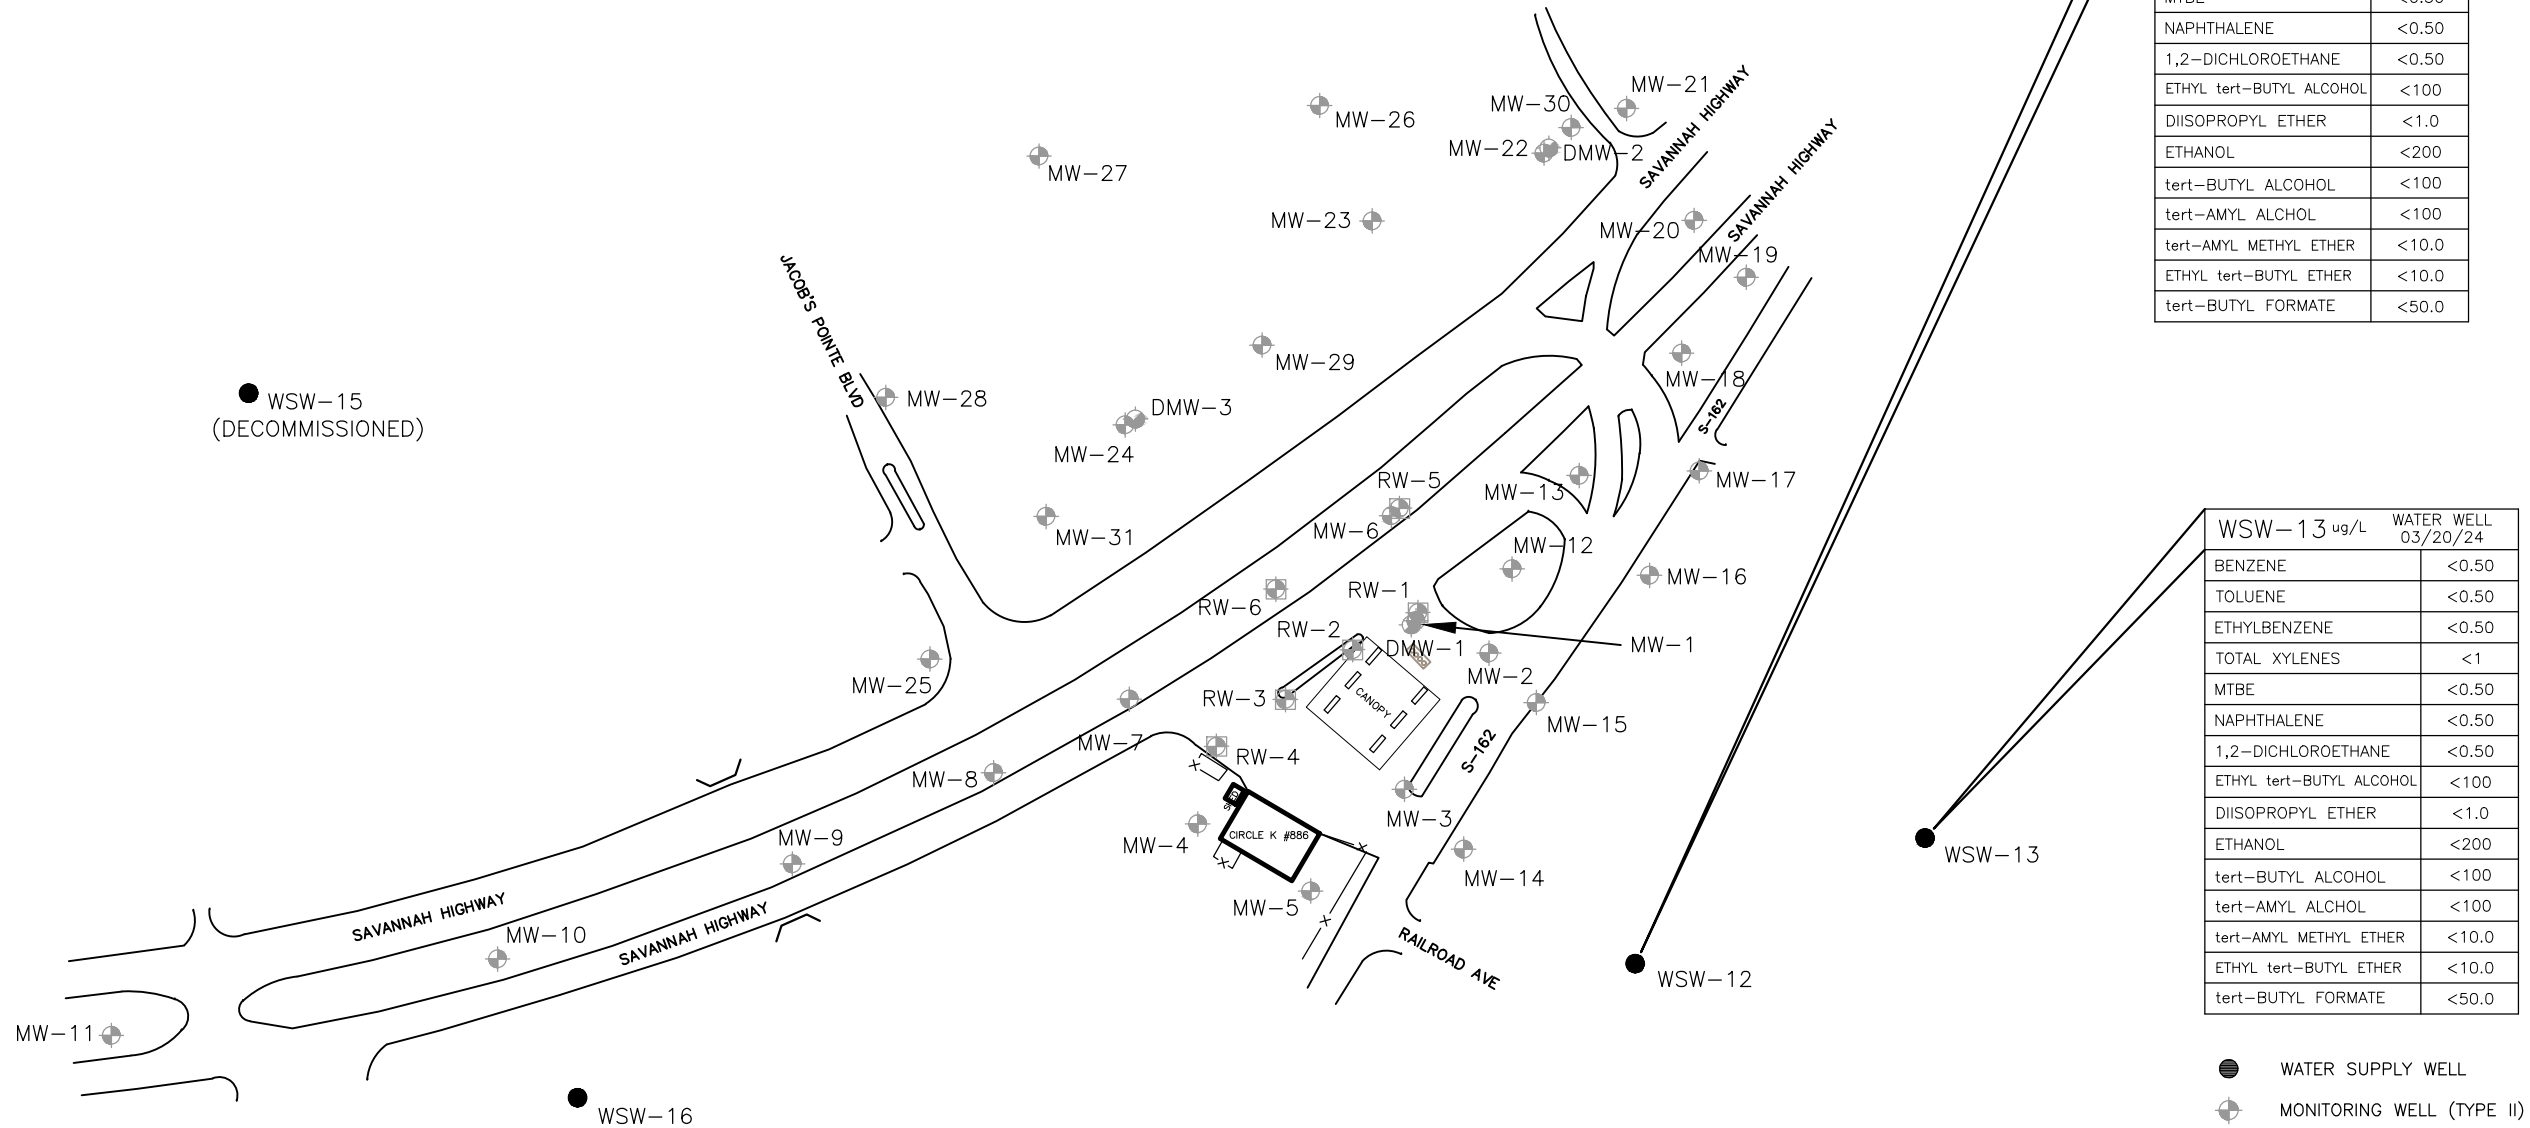 MTBE <0.50
NAPHTHALENE <0.50
1,2-DICHLOROETHANE <0.50
ETHYL tert-BUTYL ALCOHOL <100
DIISOPROPYL ETHER <1.0
ETHANOL <200
tert-BUTYL ALCOHOL <100
tert-AMYL ALCHOL <100
tert-AMYL METHYL ETHER <10.0
ETHYL tert-BUTYL ETHER <10.0
tert-BUTYL FORMATE <50.0
MW-21
MW-30
MW-26
SAVANNAH HIGHWAY
MW-22
DMW-2
MW-27
SAVANNAH HIGHWAY
MW-23
MW-20
MW-19
JACOB'S POINTE BLVD
MW-29
MW-18
WSW-15
(DECOMMISSIONED)
MW-28
DMW-3
S-162
MW-24
RW-5
MW-17
MW-13
MW-6
MW-31
MW-12
MW-16
RW-1
RW-6
RW-2
DMW-1
MW-1
MW-2
MW-25
RW-3
CANOPY
MW-15
MW-7
RW-4
S-162
X
MW-8
SHED
MW-3
MW-9
CIRCLE K #886
MW-4
X
X
MW-14
WSW-13
MW-5
X
SAVANNAH HIGHWAY
SAVANNAH HIGHWAY
MW-10
RAILROAD AVE
WSW-12
MW-11
WSW-16
WSW-13 ug/L WATER WELL
03/20/24
BENZENE <0.50
TOLUENE <0.50
ETHYLBENZENE <0.50
TOTAL XYLENES <1
MTBE <0.50
NAPHTHALENE <0.50
1,2-DICHLOROETHANE <0.50
ETHYL tert-BUTYL ALCOHOL <100
DIISOPROPYL ETHER <1.0
ETHANOL <200
tert-BUTYL ALCOHOL <100
tert-AMYL ALCHOL <100
tert-AMYL METHYL ETHER <10.0
ETHYL tert-BUTYL ETHER <10.0
tert-BUTYL FORMATE <50.0
WATER SUPPLY WELL
MONITORING WELL (TYPE II)